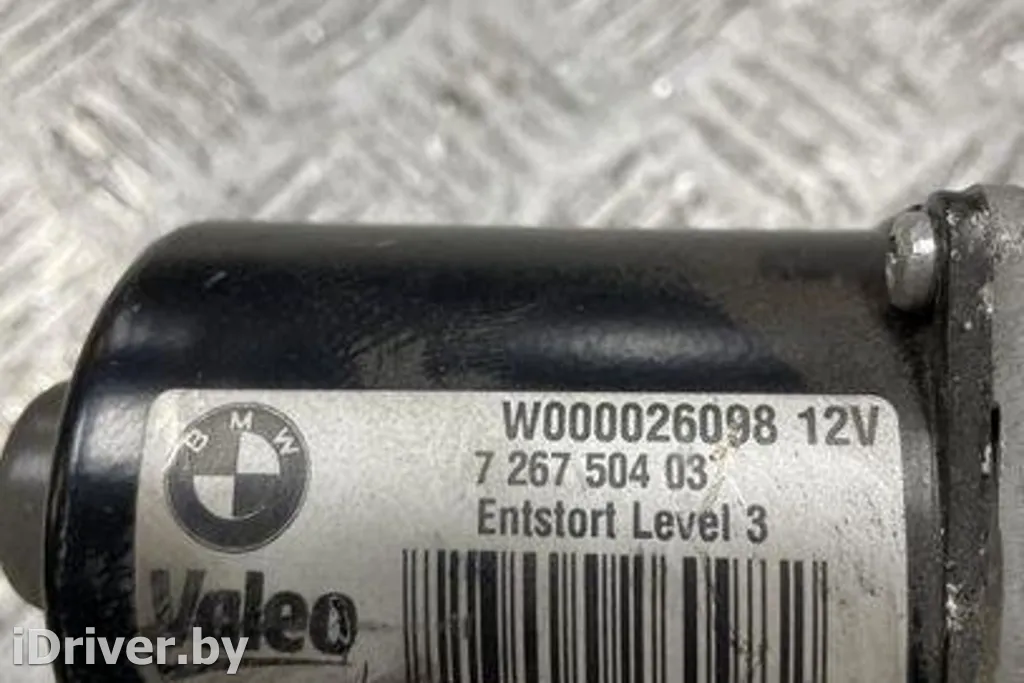 BMW
W000026098 12V
7 267 504 03
Entstort Level 3
Valeo
iDriver.by